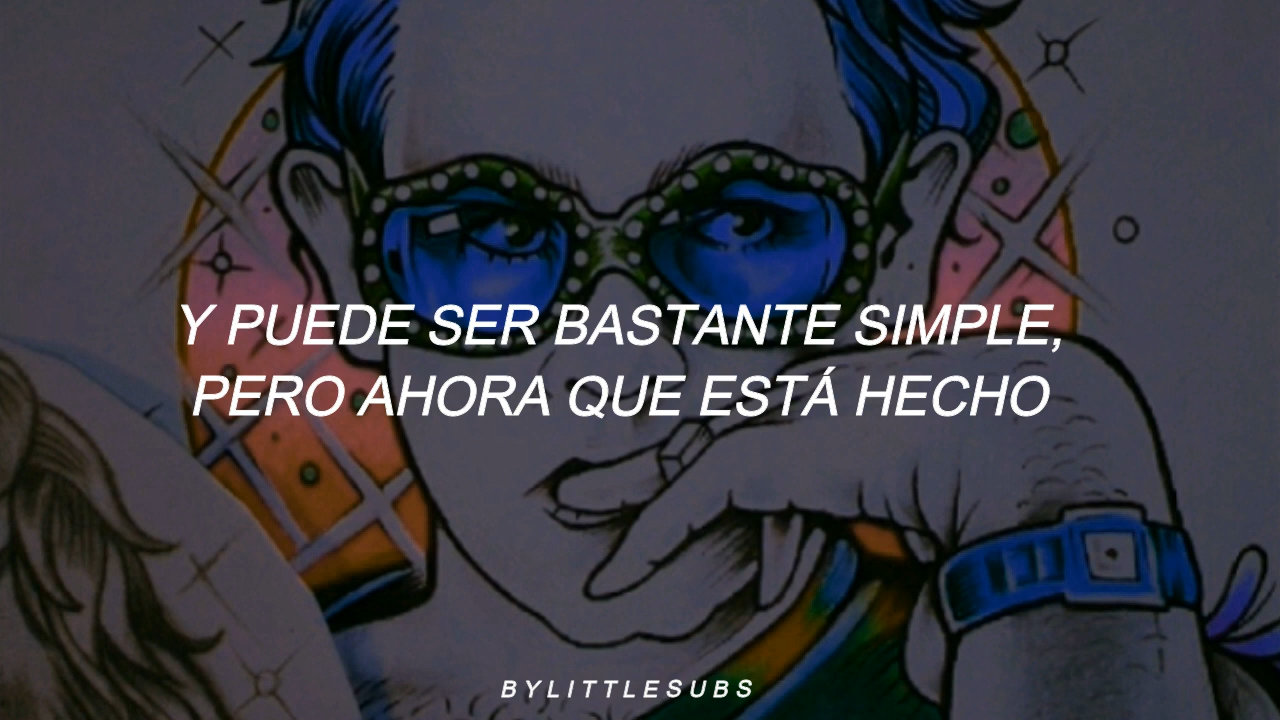 Y PUEDE SER BASTANTE SIMPLE,
PERO AHORA QUE ESTÁ HECHO
BYLITTLESUBS